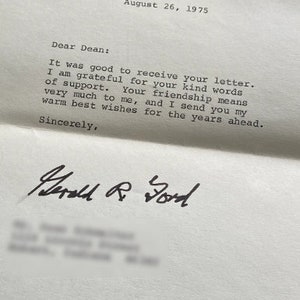 August 26, 1975
Dear Dean:
It was good to receive your letter.
I am grateful for your kind words
of support. Your friendship means
very much to me, and I send you my
warm best wishes for the years ahead.
Sincerely,
Gerald R. Ford